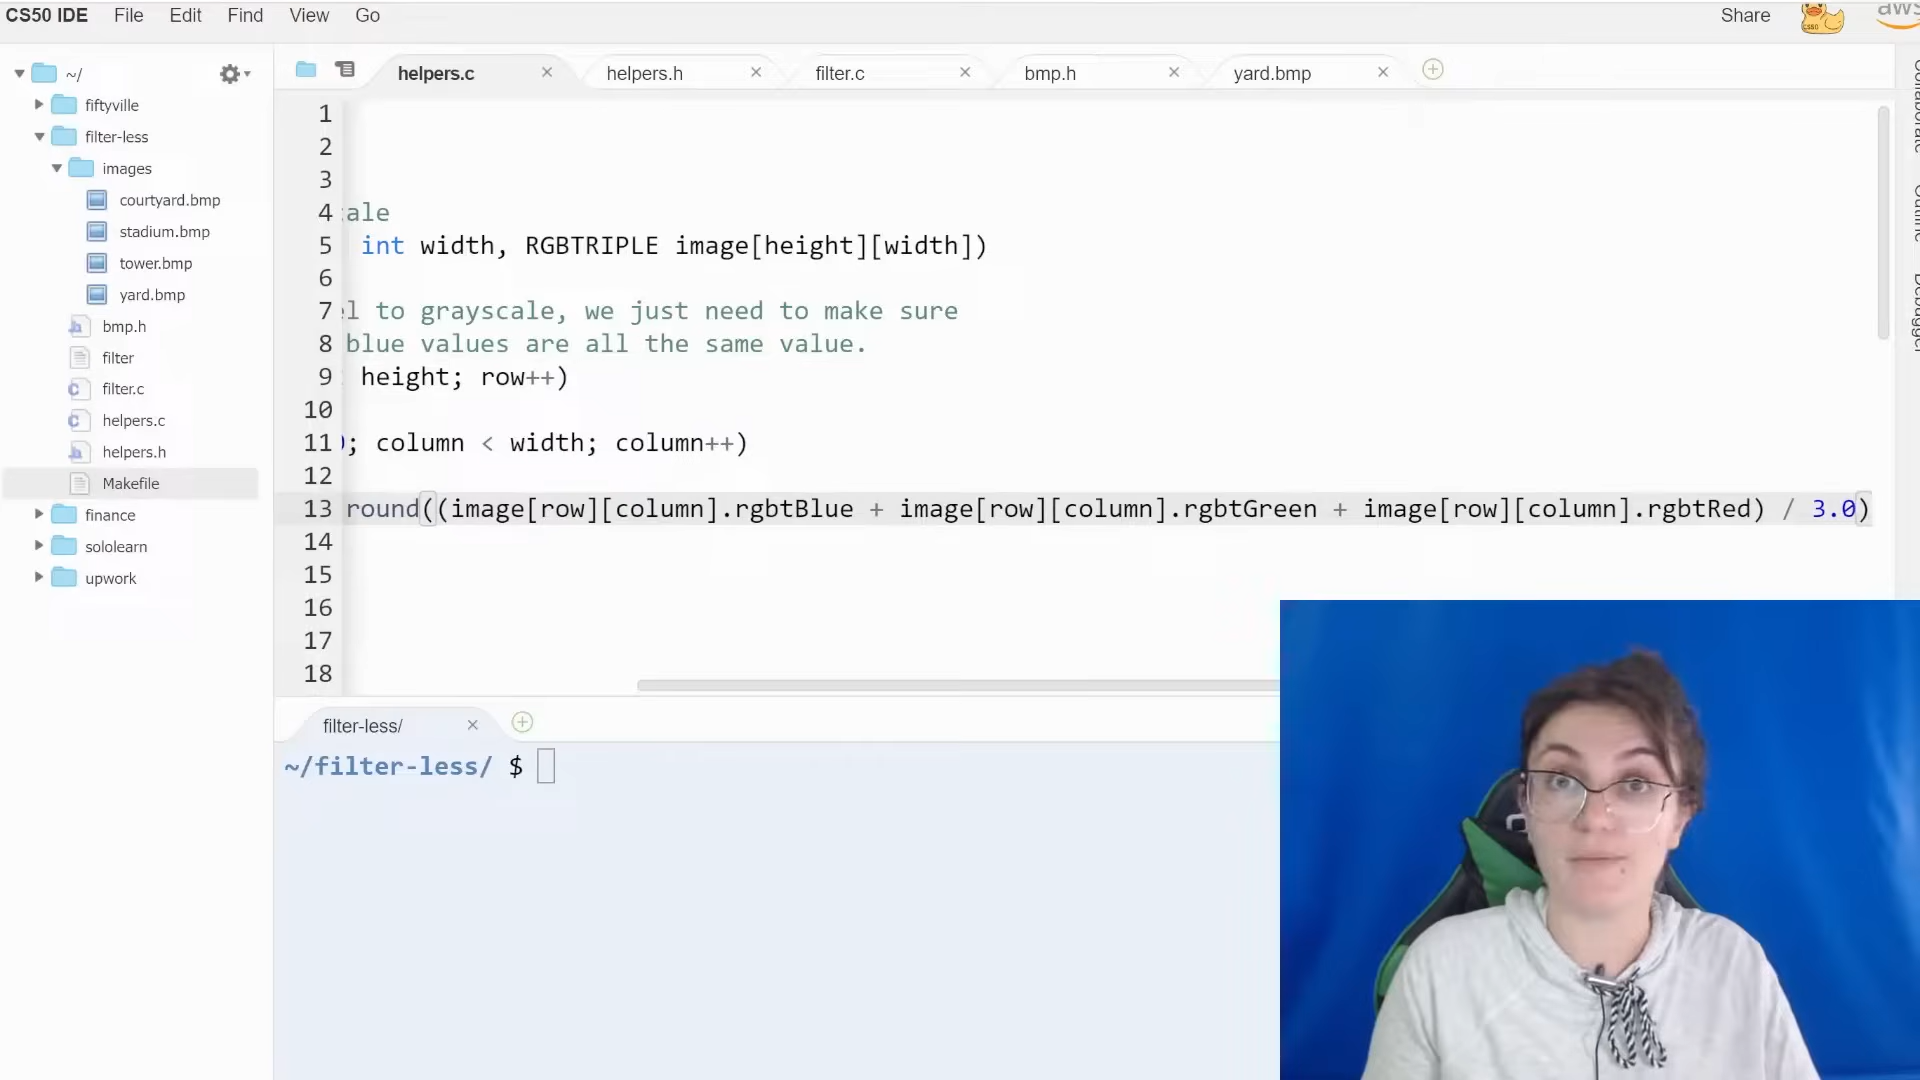 CS50 IDE File Edit Find View Go Share aws
~/
fiftyville
filter-less
images
courtyard.bmp
stadium.bmp
tower.bmp
yard.bmp
bmp.h
filter
filter.c
helpers.c
helpers.h
Makefile
finance
sololearn
upwork
helpers.c helpers.h filter.c bmp.h yard.bmp
1
2
3
4 ale
5 int width, RGBTRIPLE image[height][width])
6
7 l to grayscale, we just need to make sure
8 blue values are all the same value.
9 height; row++)
10
11 ; column < width; column++)
12
13 round((image[row][column].rgbtBlue + image[row][column].rgbtGreen + image[row][column].rgbtRed) / 3.0)
14
15
16
17
18
filter-less/
~/filter-less/ $
Collaborate
Outline
Debugger